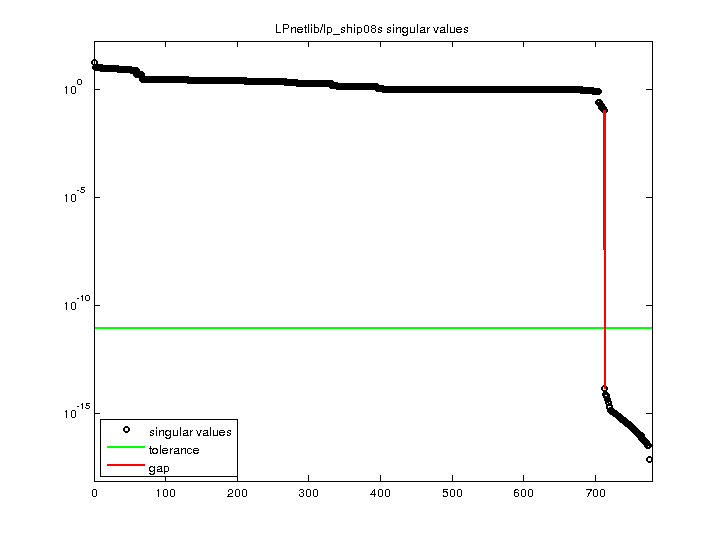 LPnetlib/lp_ship08s singular values
10^0
10^-5
10^-10
10^-15
singular values
tolerance
gap
0 100 200 300 400 500 600 700